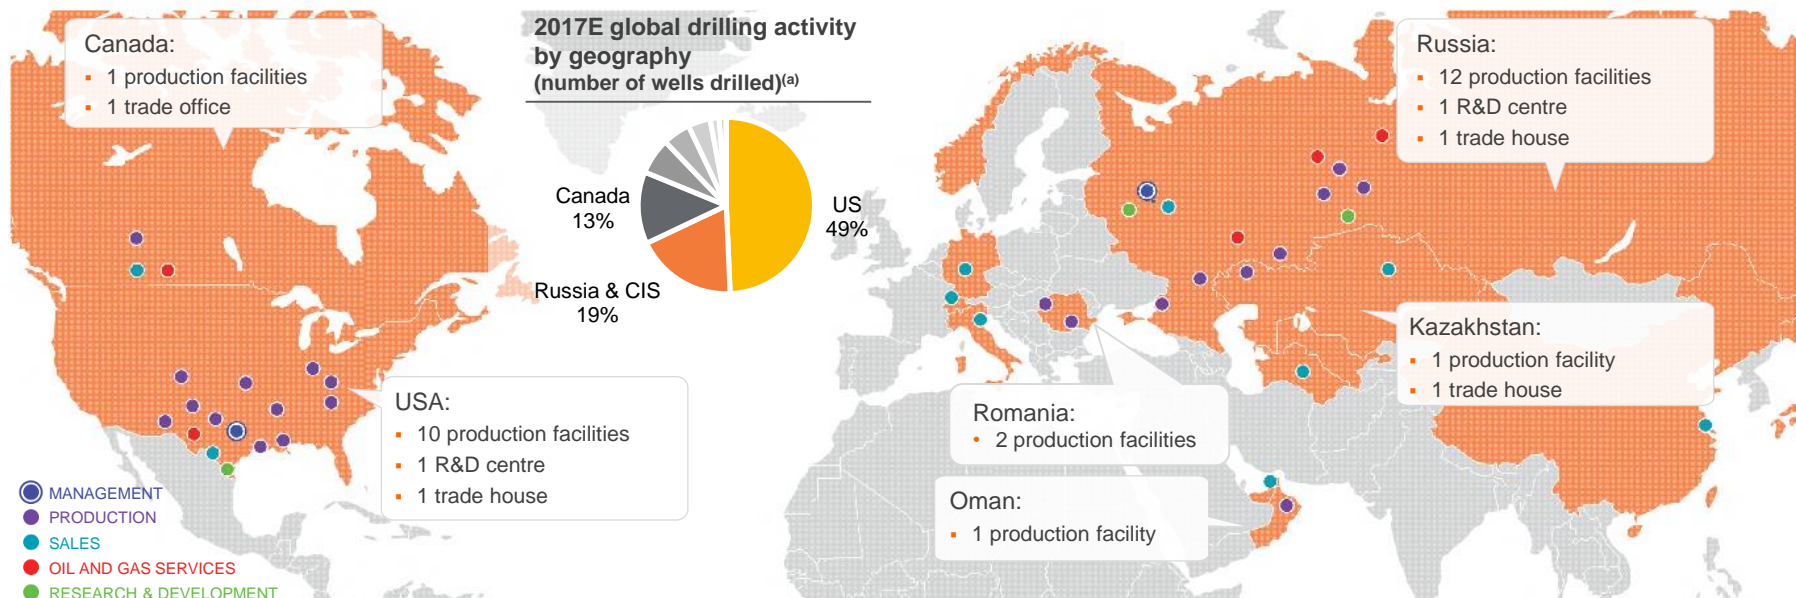 Canada:
▪ 1 production facilities
▪ 1 trade office
2017E global drilling activity
by geography
(number of wells drilled)(a)
Canada
13%
US
49%
Russia & CIS
19%
Russia:
▪ 12 production facilities
▪ 1 R&D centre
▪ 1 trade house
Kazakhstan:
▪ 1 production facility
▪ 1 trade house
USA:
▪ 10 production facilities
▪ 1 R&D centre
▪ 1 trade house
Romania:
• 2 production facilities
Oman:
▪ 1 production facility
MANAGEMENT
PRODUCTION
SALES
OIL AND GAS SERVICES
RESEARCH & DEVELOPMENT